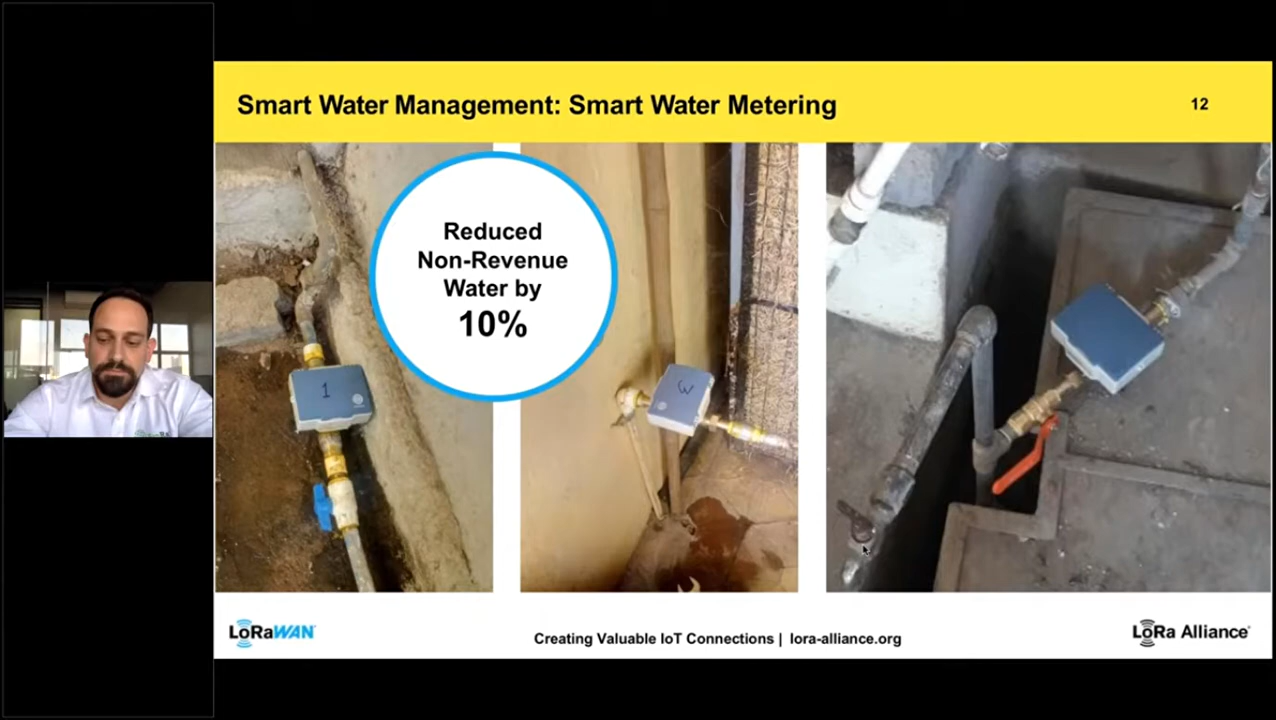 Smart Water Management: Smart Water Metering
12
Reduced
Non-Revenue
Water by
10%
1
3
LoRaWAN
Creating Valuable IoT Connections | lora-alliance.org
LoRa Alliance